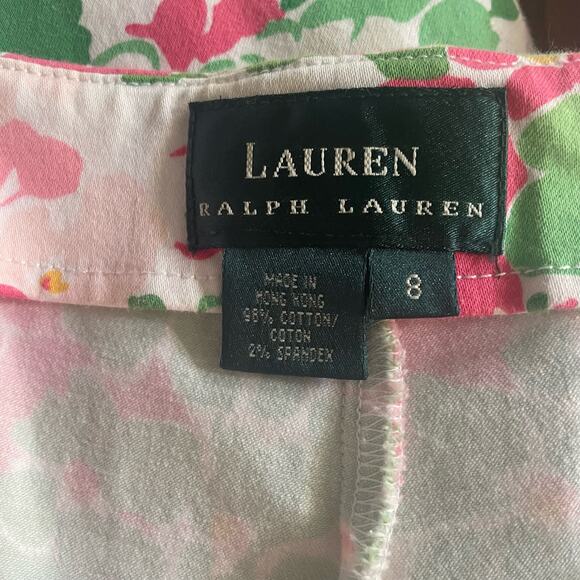 LAUREN
RALPH LAUREN
MADE IN
HONG KONG
98% COTTON/
COTON
2% SPANDEX
8